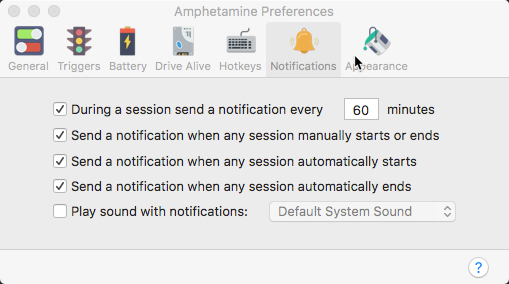 Amphetamine Preferences
General Triggers Battery Drive Alive Hotkeys Notifications Appearance
During a session send a notification every 60 minutes
Send a notification when any session manually starts or ends
Send a notification when any session automatically starts
Send a notification when any session automatically ends
Play sound with notifications: Default System Sound
?